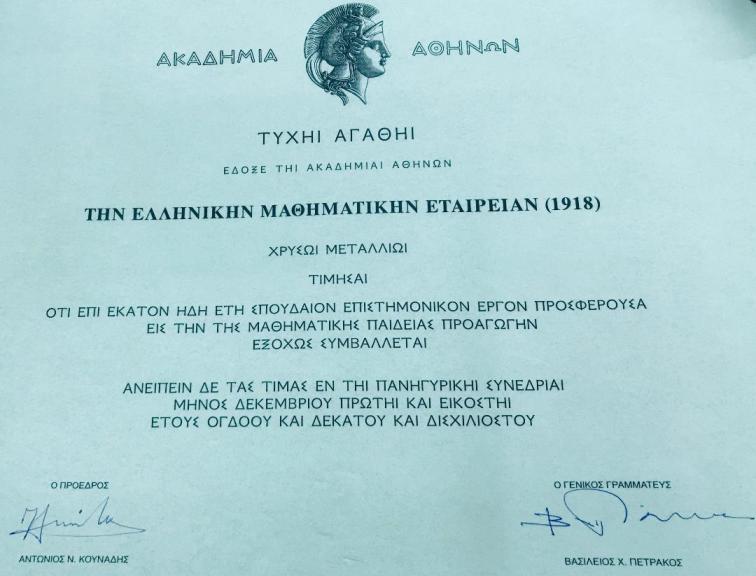 ΑΚΑΔΗΜΙΑ ΑΘΗΝΩΝ
ΤΥΧΗΙ ΑΓΑΘΗΙ
ΕΔΟΞΕ ΤΗΙ ΑΚΑΔΗΜΙΑΙ ΑΘΗΝΩΝ
ΤΗΝ ΕΛΛΗΝΙΚΗΝ ΜΑΘΗΜΑΤΙΚΗΝ ΕΤΑΙΡΕΙΑΝ (1918)
ΧΡΥΣΩΙ ΜΕΤΑΛΛΙΩΙ
ΤΙΜΗΣΑΙ
ΟΤΙ ΕΠΙ ΕΚΑΤΟΝ ΗΔΗ ΕΤΗ ΣΠΟΥΔΑΙΟΝ ΕΠΙΣΤΗΜΟΝΙΚΟΝ ΕΡΓΟΝ ΠΡΟΣΦΕΡΟΥΣΑ
ΕΙΣ ΤΗΝ ΤΗΣ ΜΑΘΗΜΑΤΙΚΗΣ ΠΑΙΔΕΙΑΣ ΠΡΟΑΓΩΓΗΝ
ΕΞΟΧΩΣ ΣΥΜΒΑΛΛΕΤΑΙ
ΑΝΕΙΠΕΙΝ ΔΕ ΤΑΣ ΤΙΜΑΣ ΕΝ ΤΗΙ ΠΑΝΗΓΥΡΙΚΗΙ ΣΥΝΕΔΡΙΑΙ
ΜΗΝΟΣ ΔΕΚΕΜΒΡΙΟΥ ΠΡΩΤΗΙ ΚΑΙ ΕΙΚΟΣΤΗΙ
ΕΤΟΥΣ ΟΓΔΟΟΥ ΚΑΙ ΔΕΚΑΤΟΥ ΚΑΙ ΔΙΣΧΙΛΙΟΣΤΟΥ
Ο ΠΡΟΕΔΡΟΣ
ΑΝΤΩΝΙΟΣ Ν. ΚΟΥΝΑΔΗΣ
Ο ΓΕΝΙΚΟΣ ΓΡΑΜΜΑΤΕΥΣ
ΒΑΣΙΛΕΙΟΣ Χ. ΠΕΤΡΑΚΟΣ